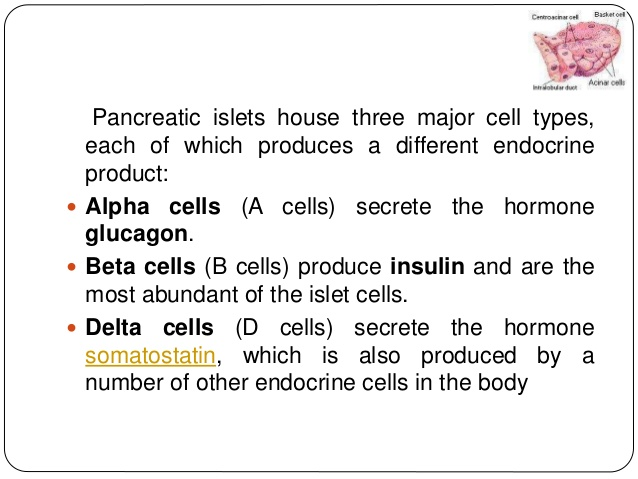 Centroacinar cell
Basket cell
Intralobular duct
Acinar cells
Pancreatic islets house three major cell types,
each of which produces a different endocrine
product:
Alpha cells (A cells) secrete the hormone
glucagon.
Beta cells (B cells) produce insulin and are the
most abundant of the islet cells.
Delta cells (D cells) secrete the hormone
somatostatin, which is also produced by a
number of other endocrine cells in the body